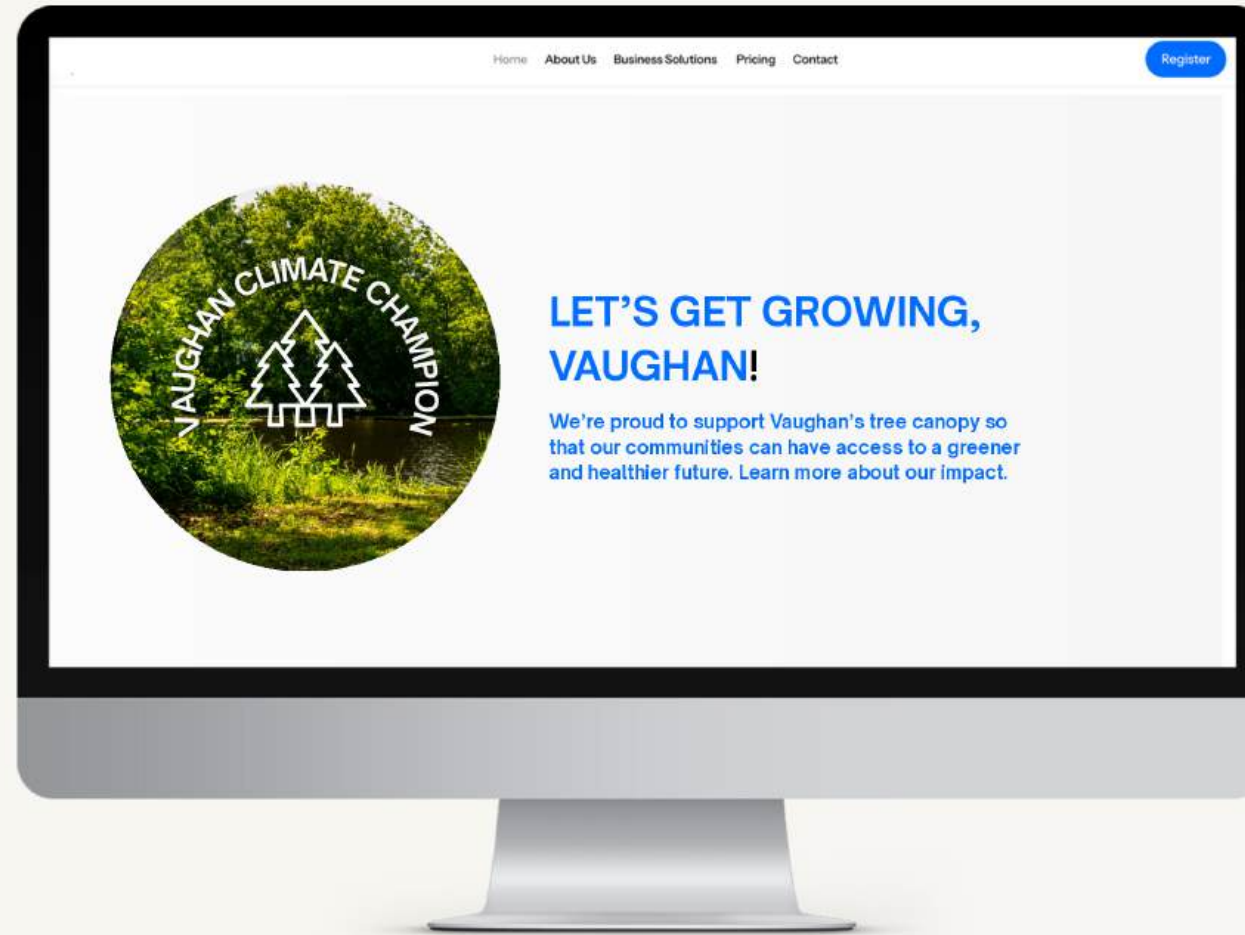 Home About Us Business Solutions Pricing Contact Register
VAUGHAN CLIMATE CHAMPION
LET’S GET GROWING,
VAUGHAN!
We’re proud to support Vaughan’s tree canopy so
that our communities can have access to a greener
and healthier future. Learn more about our impact.